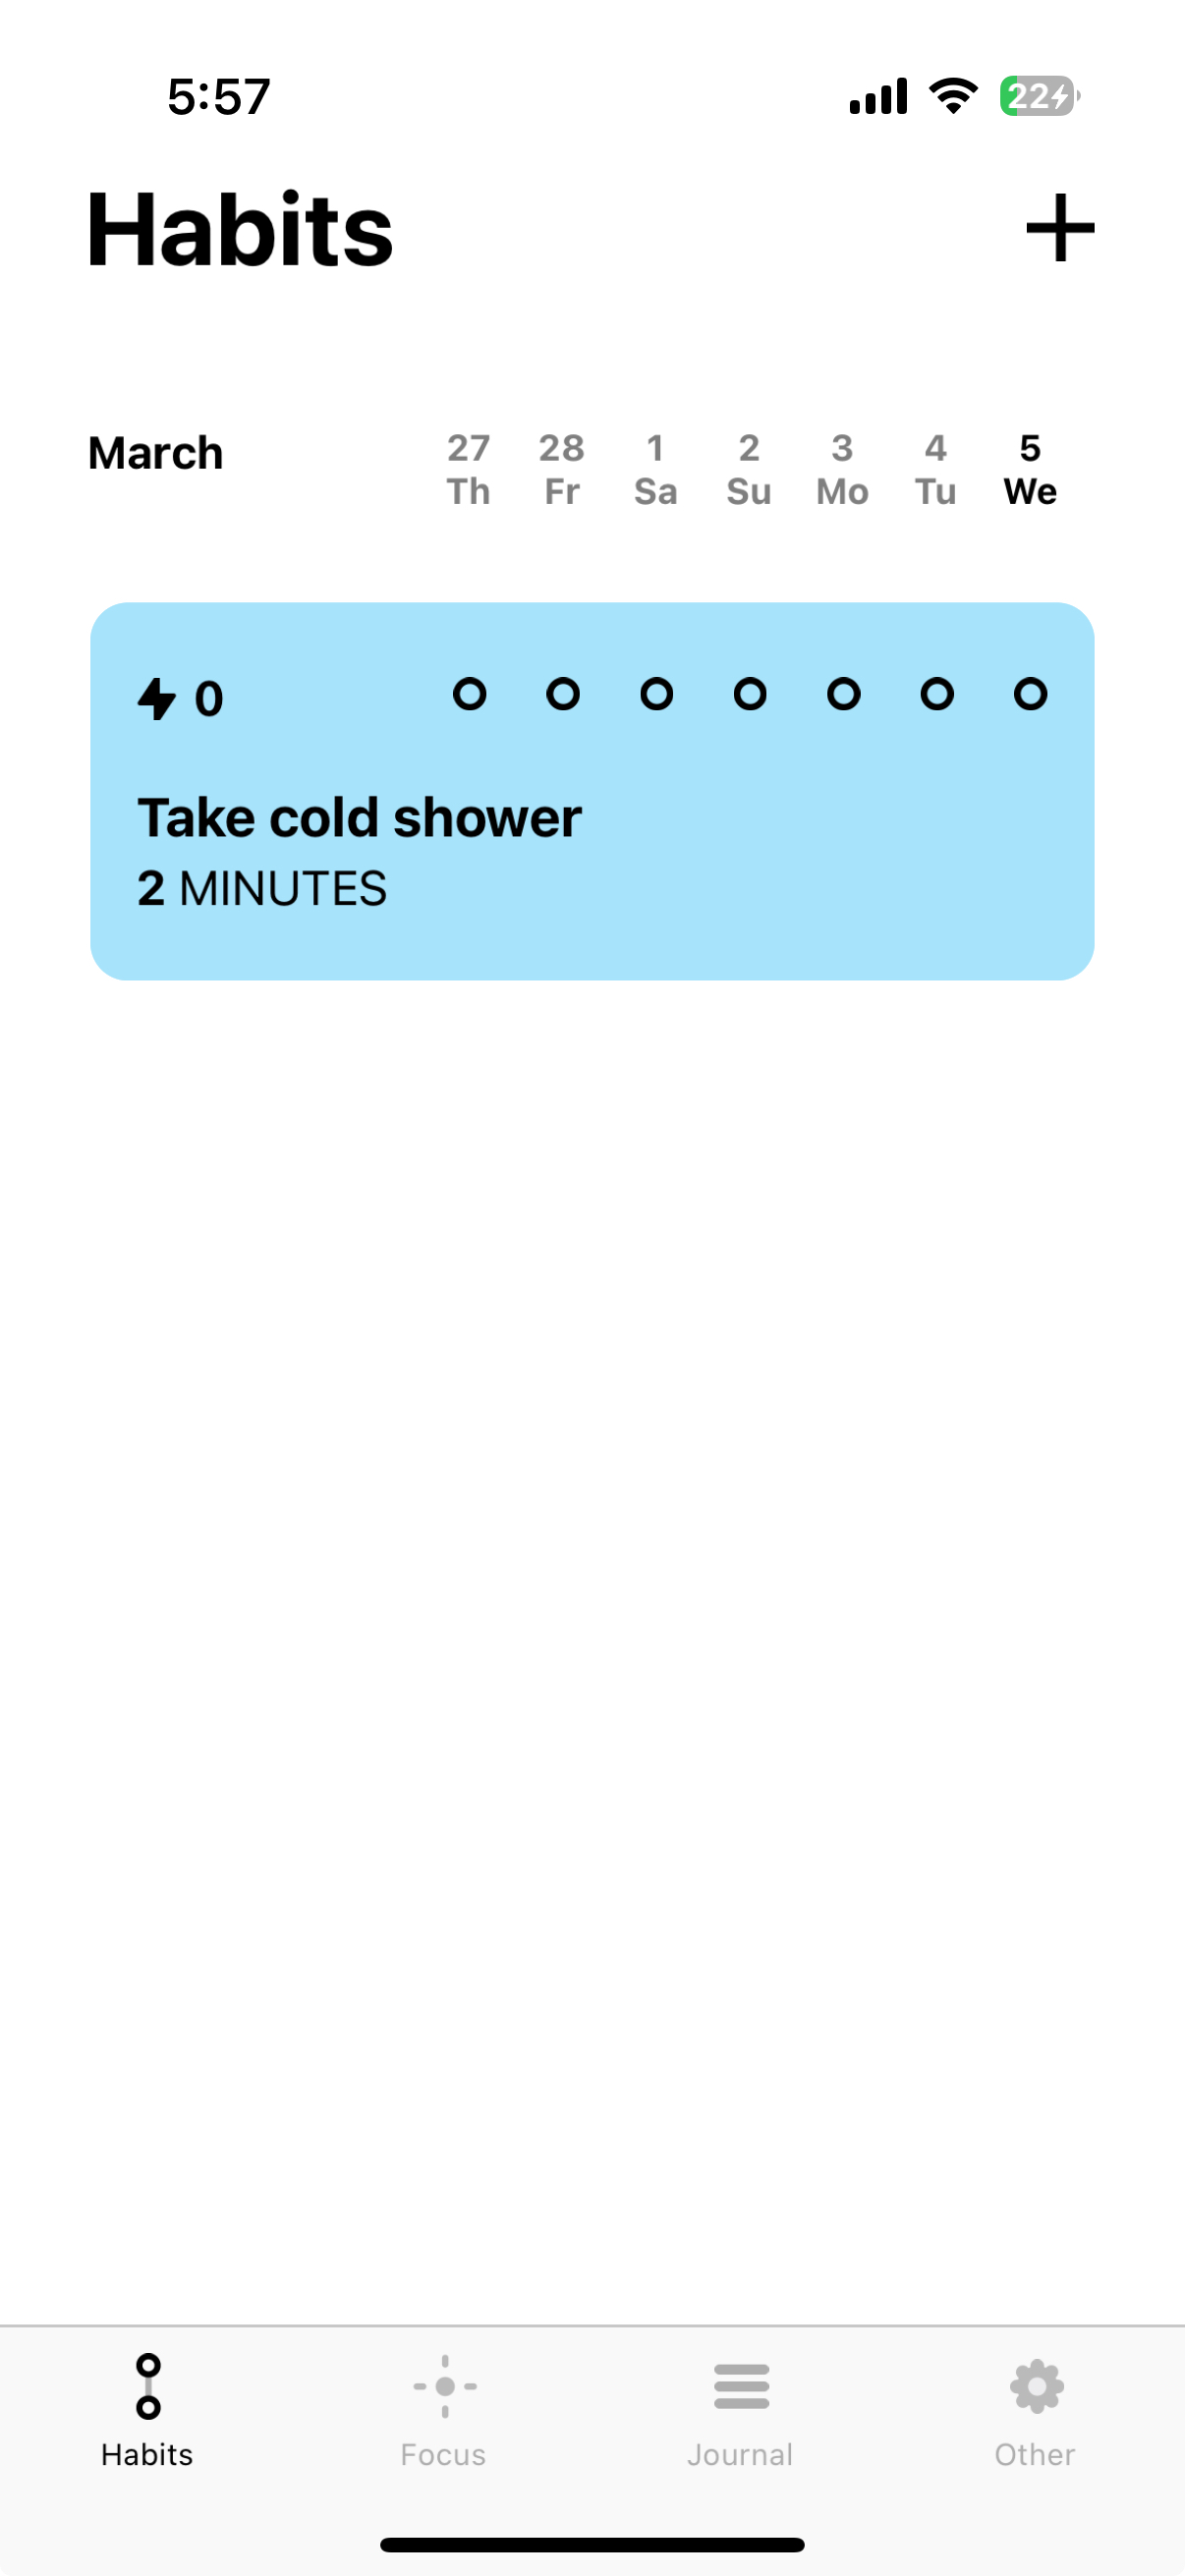 5:57
22
Habits
March
27 28 1 2 3 4 5
Th Fr Sa Su Mo Tu We
0
Take cold shower
2 MINUTES
Habits Focus Journal Other